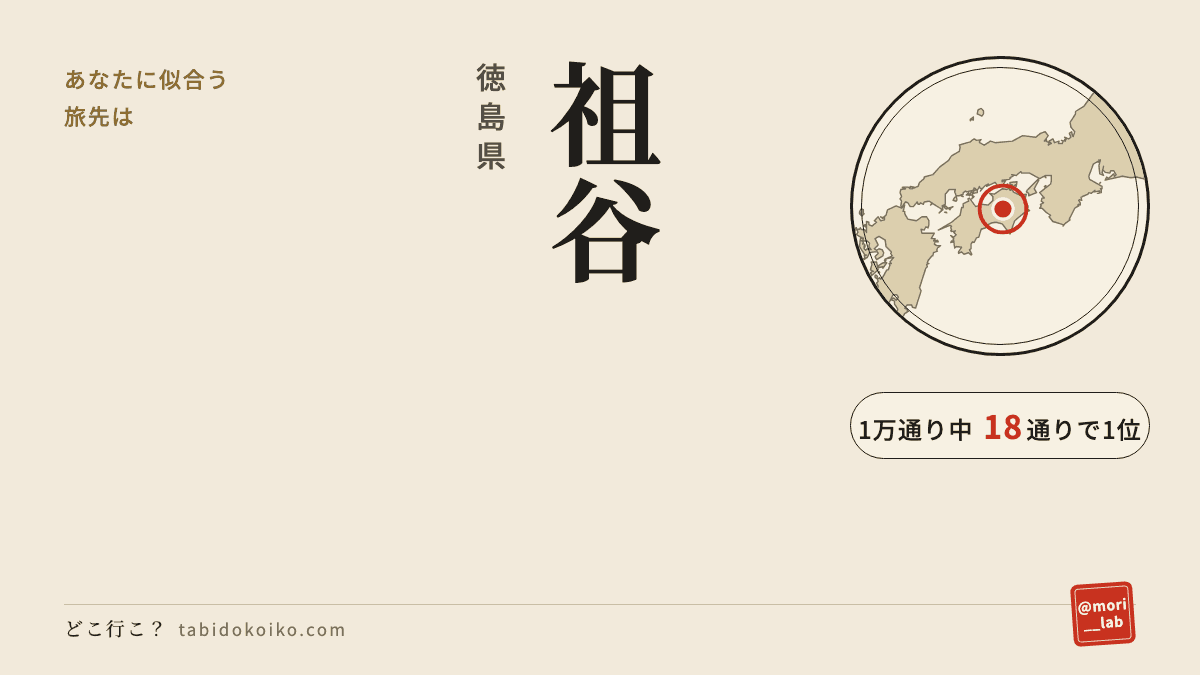 あなたに似合う
旅先は
祖谷
徳島県
1万通り中 18通りで1位
どこ行こ? tabidokoiko.com
@mori
__lab